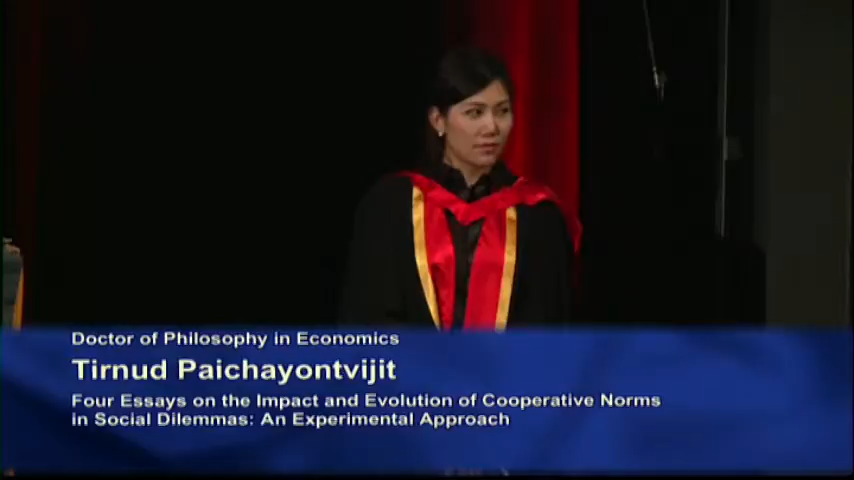 Doctor of Philosophy in Economics
Tirnud Paichayontvijit
Four Essays on the Impact and Evolution of Cooperative Norms
in Social Dilemmas: An Experimental Approach